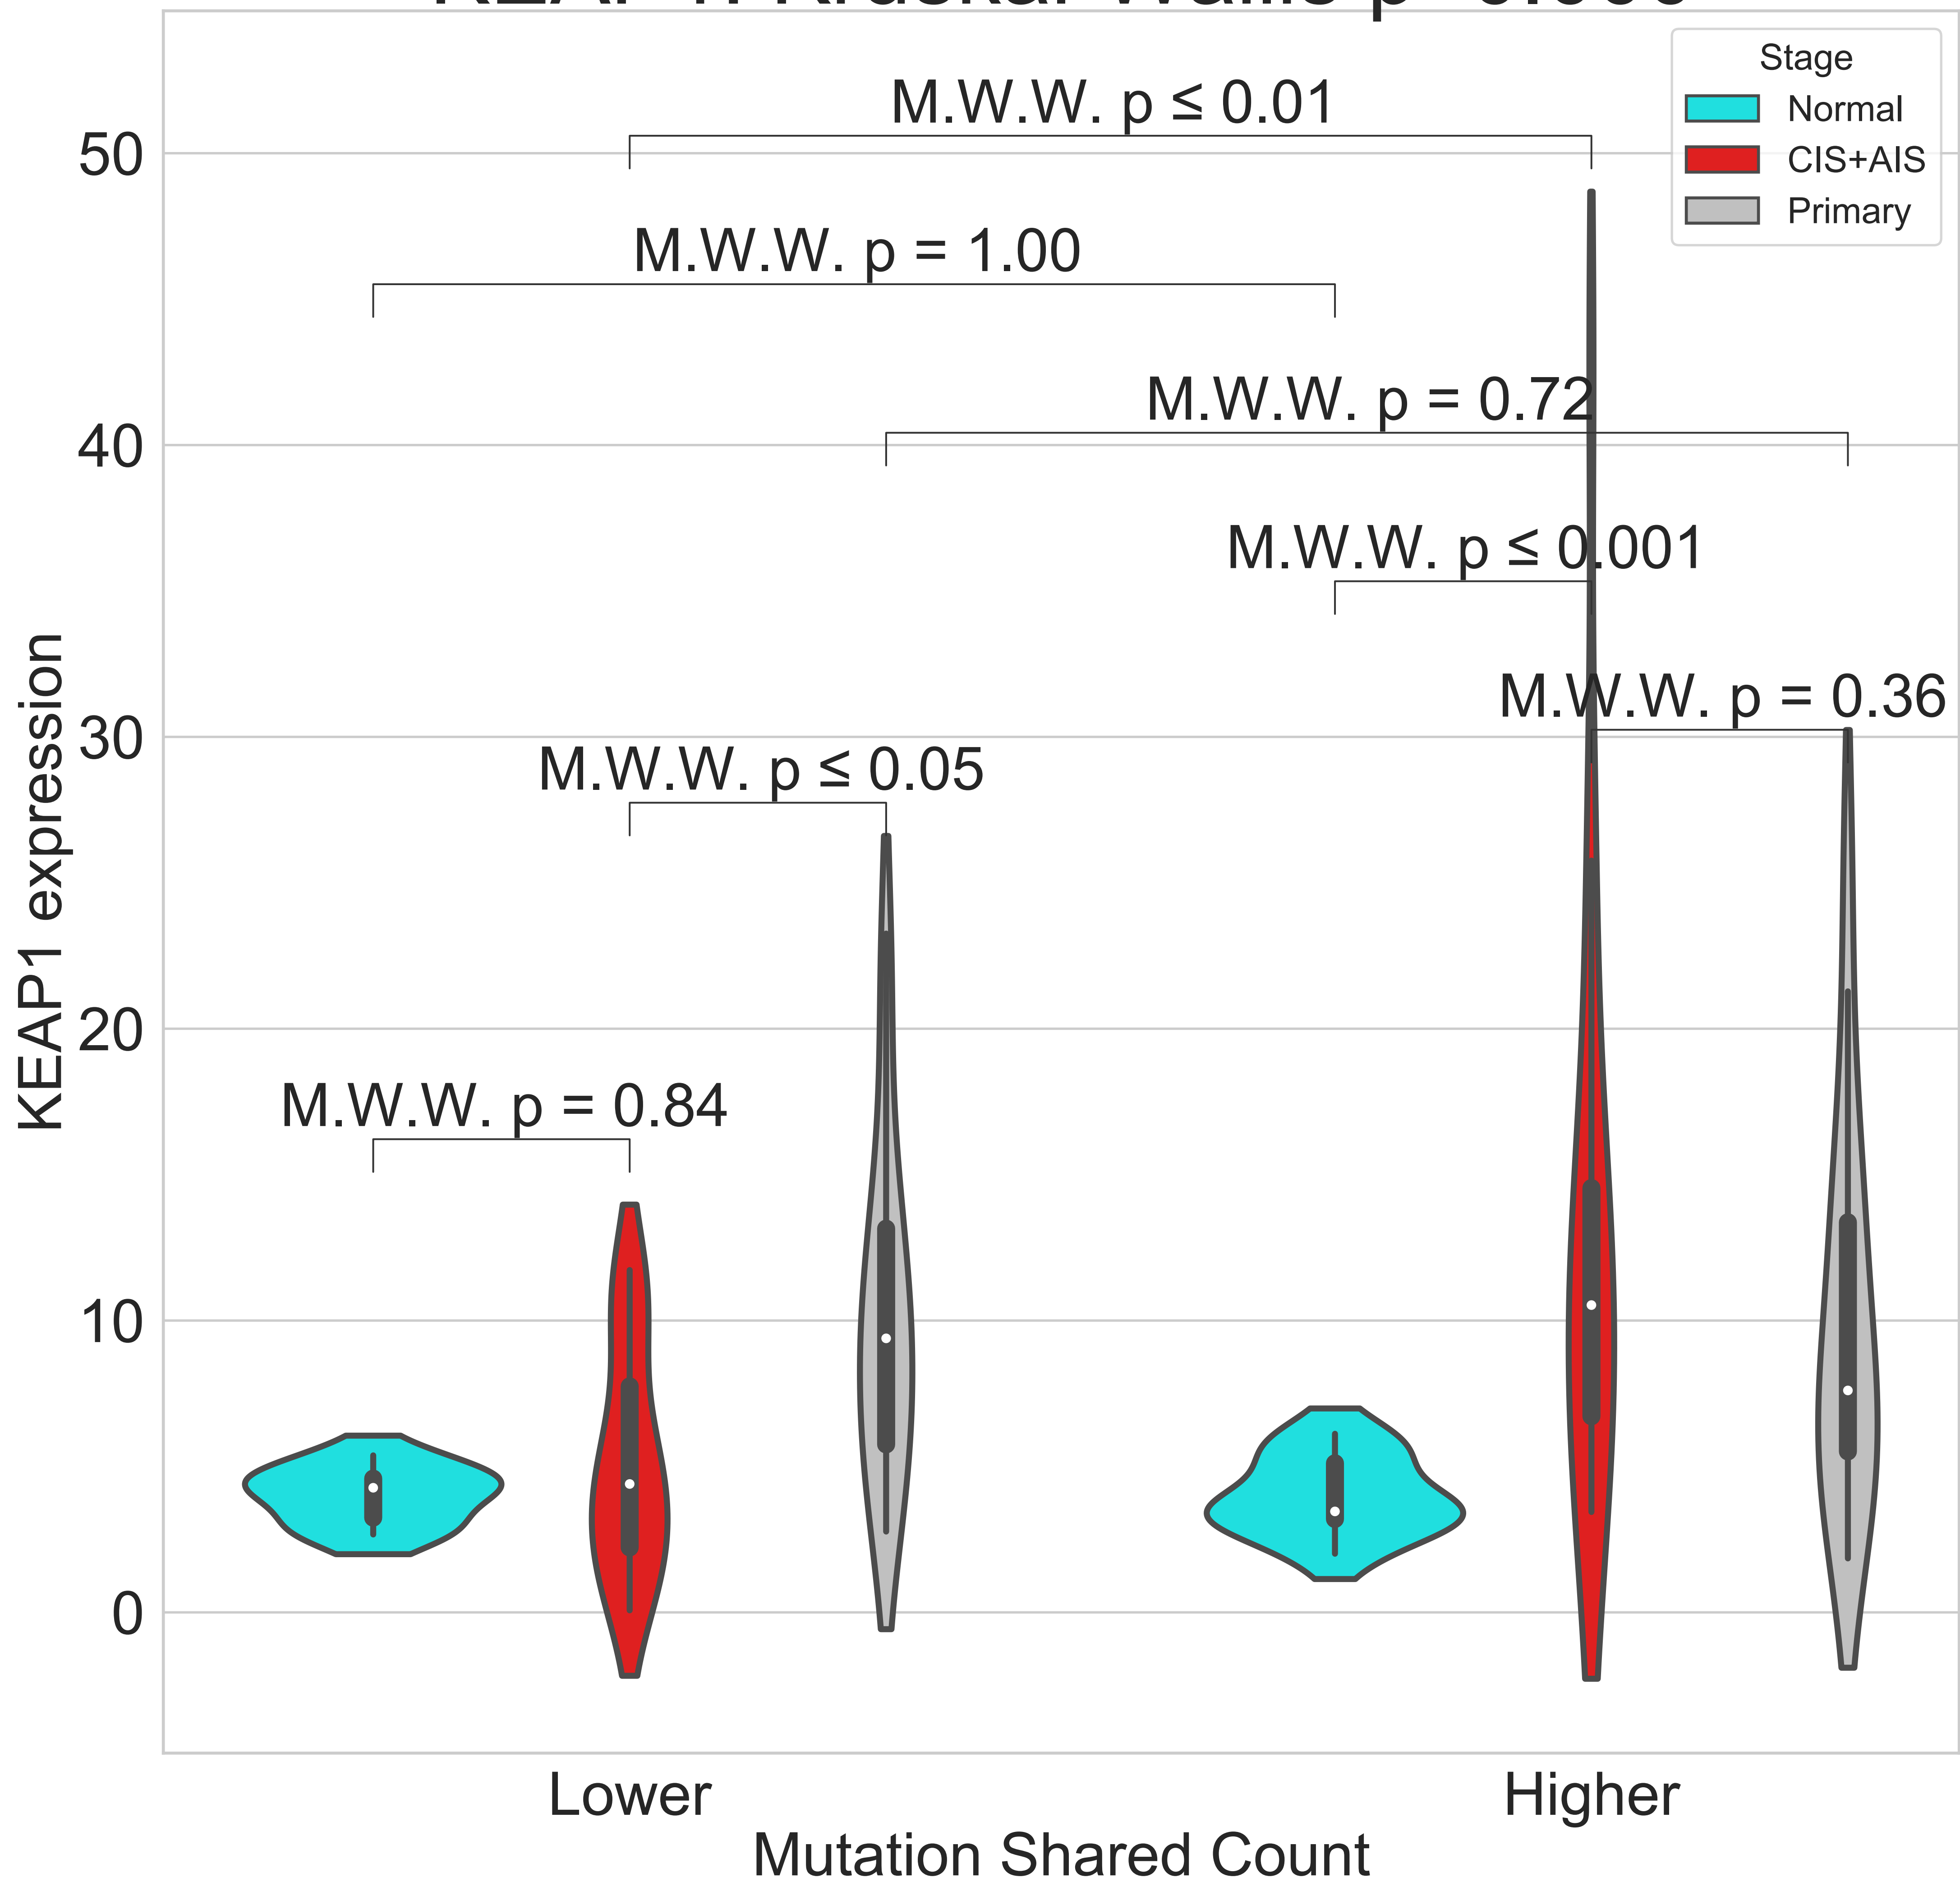 Stage
Normal
CIS+AIS
Primary
M.W.W. p ≤ 0.01
M.W.W. p = 1.00
M.W.W. p = 0.72
M.W.W. p ≤ 0.001
M.W.W. p = 0.36
M.W.W. p ≤ 0.05
M.W.W. p = 0.84
50
40
30
20
10
0
KEAP1 expression
Lower
Higher
Mutation Shared Count